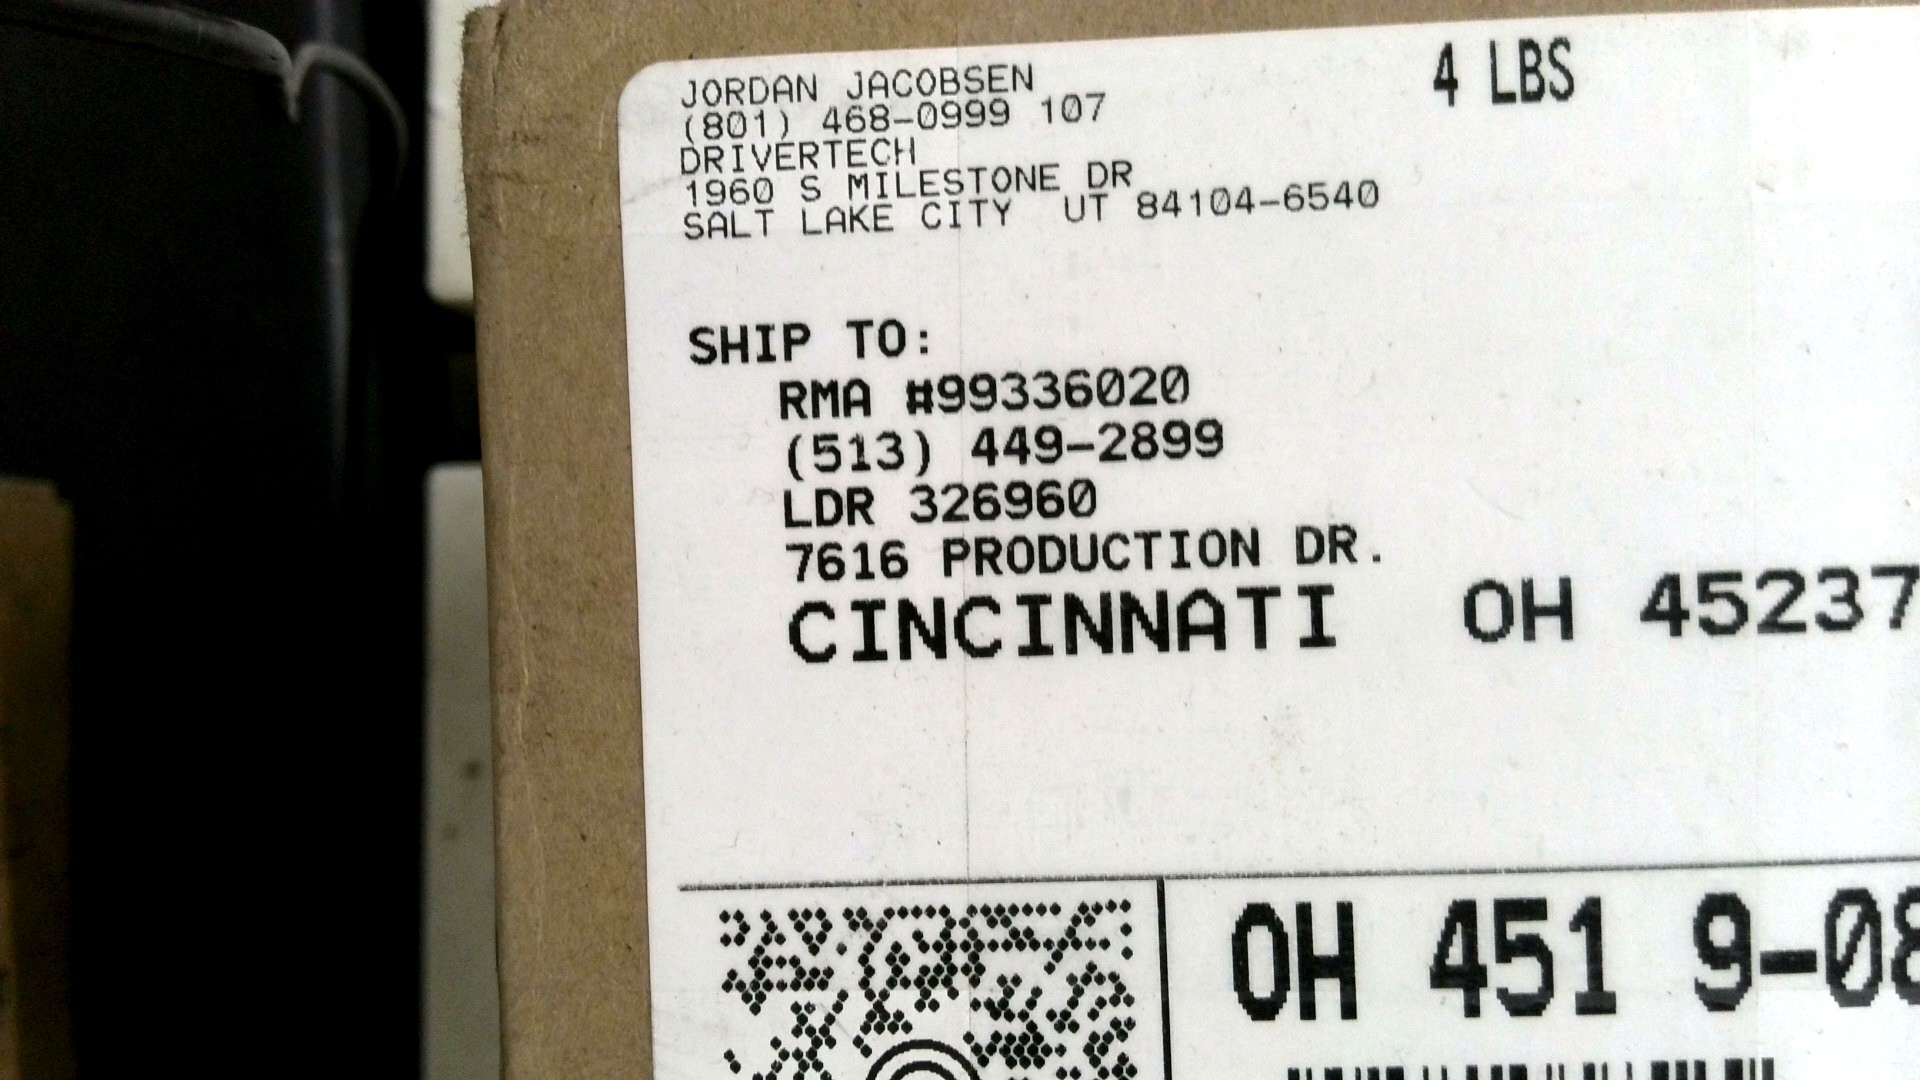 JORDAN JACOBSEN
(801) 468-0999 107
DRIVERTECH
1960 S MILESTONE DR
SALT LAKE CITY UT 84104-6540
4 LBS
SHIP TO:
RMA #99336020
(513) 449-2899
LDR 326960
7616 PRODUCTION DR.
CINCINNATI OH 45237
OH 451 9-08